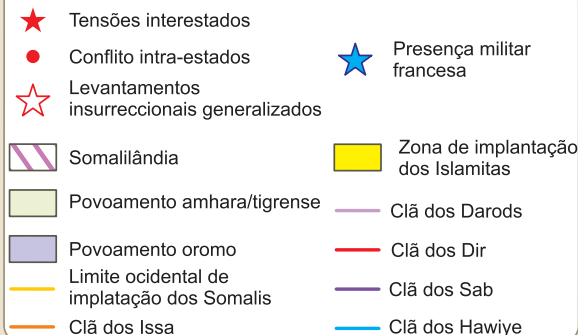 Tensões interestados
Conflito intra-estados
Levantamentos
insurreccionais generalizados
Presença militar
francesa
Somalilândia
Povoamento amhara/tigrense
Povoamento oromo
Limite ocidental de
implatação dos Somalis
Clã dos Issa
Zona de implantação
dos Islamitas
Clã dos Darods
Clã dos Dir
Clã dos Sab
Clã dos Hawiye